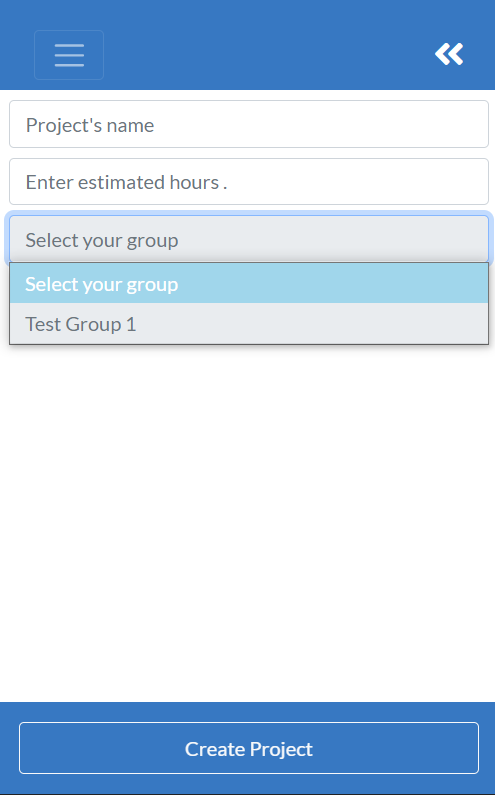 Project's name
Enter estimated hours .
Select your group
Select your group
Test Group 1
Create Project